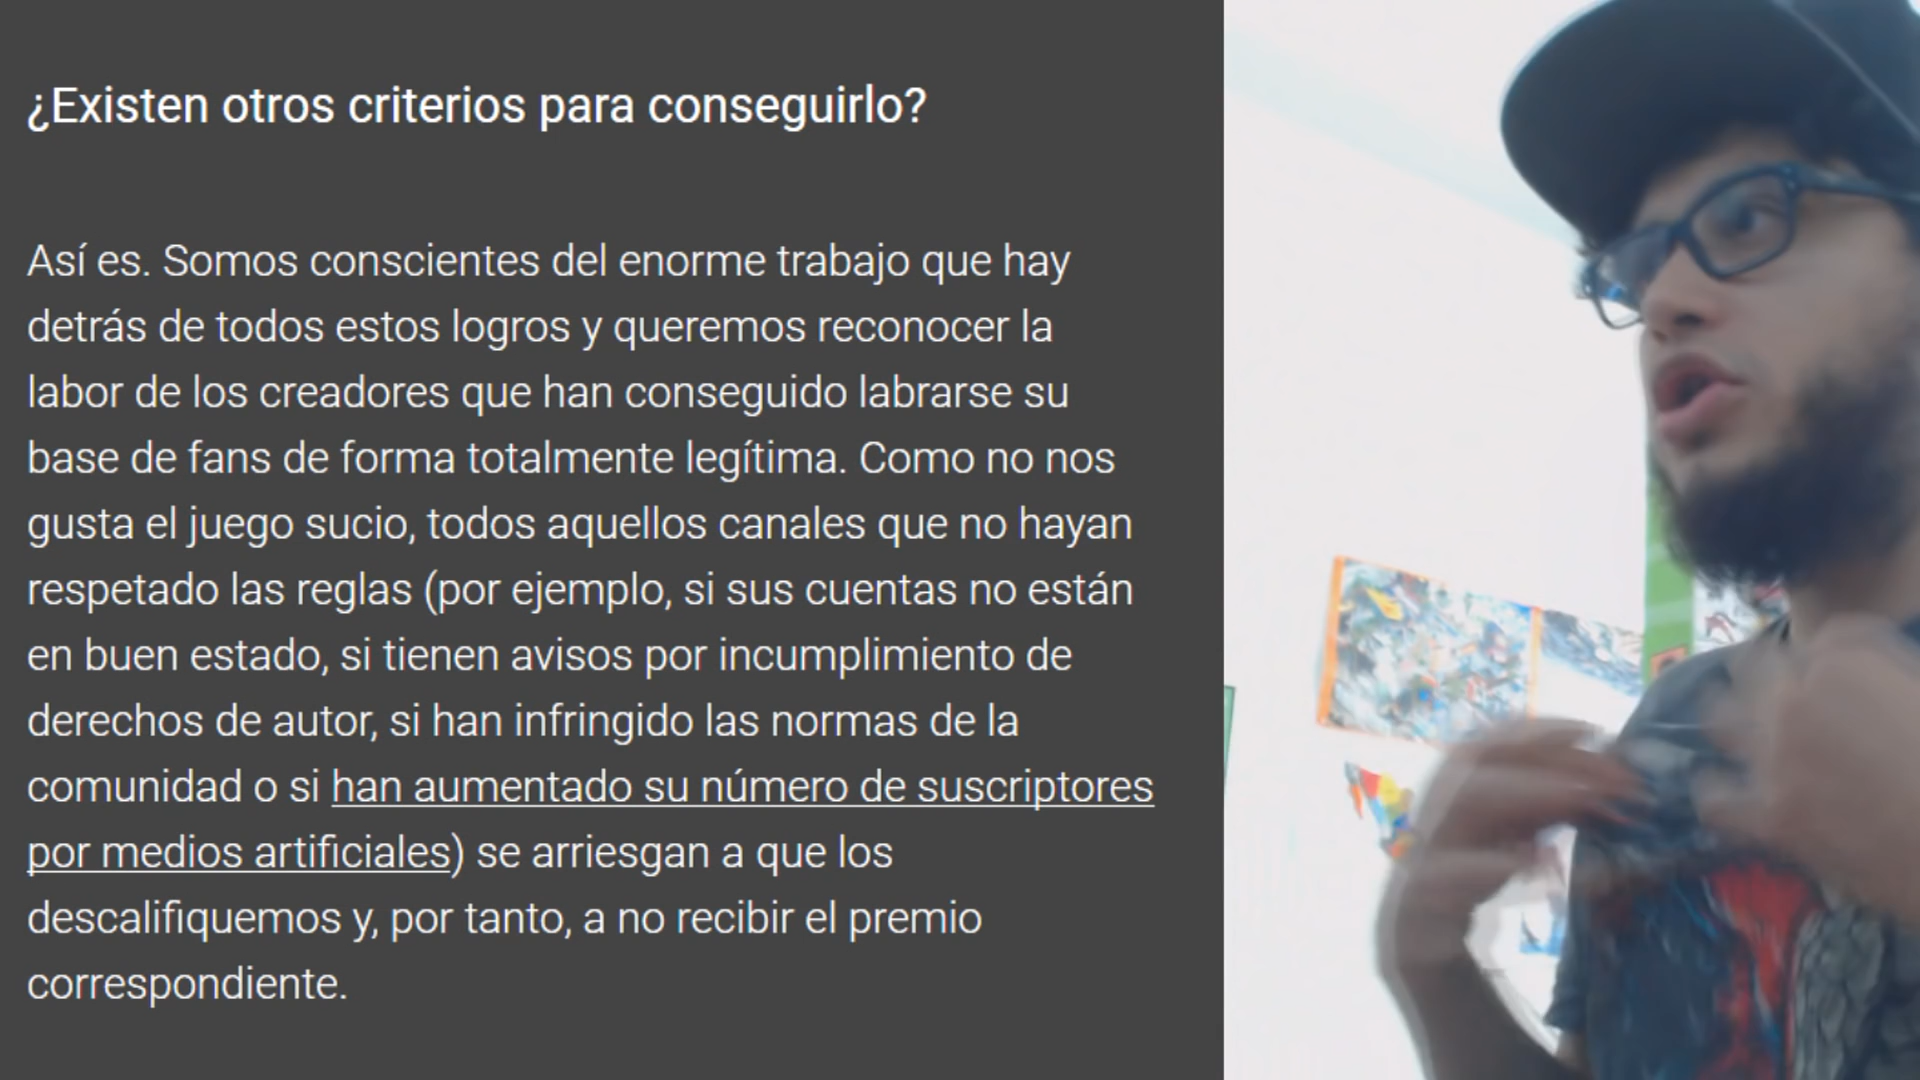 ¿Existen otros criterios para conseguirlo?
Así es. Somos conscientes del enorme trabajo que hay
detrás de todos estos logros y queremos reconocer la
labor de los creadores que han conseguido labrarse su
base de fans de forma totalmente legítima. Como no nos
gusta el juego sucio, todos aquellos canales que no hayan
respetado las reglas (por ejemplo, si sus cuentas no están
en buen estado, si tienen avisos por incumplimiento de
derechos de autor, si han infringido las normas de la
comunidad o si han aumentado su número de suscriptores
por medios artificiales) se arriesgan a que los
descalifiquemos y, por tanto, a no recibir el premio
correspondiente.